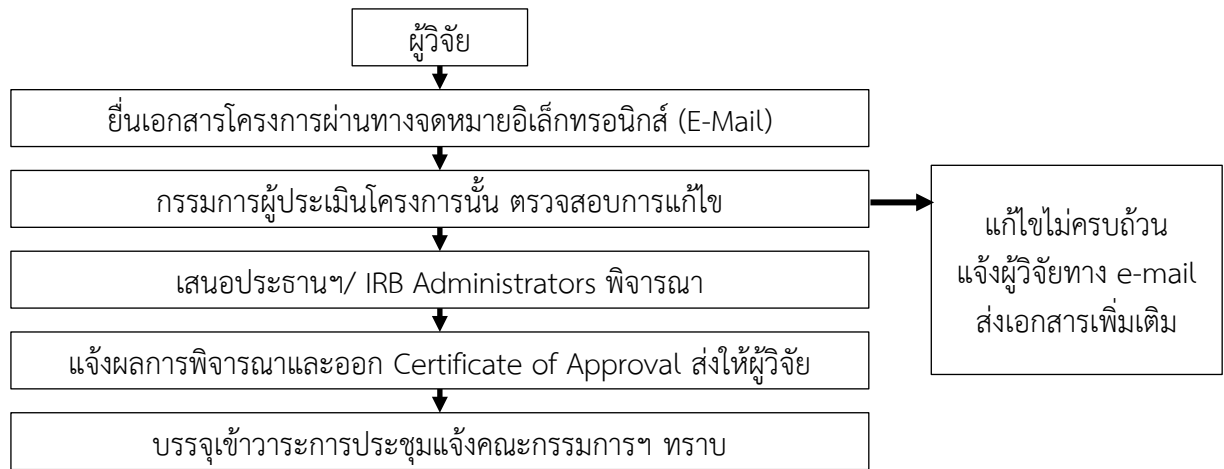 ผู้วิจัย
ยื่นเอกสารโครงการผ่านทางจดหมายอิเล็กทรอนิกส์ (E-Mail)
กรรมการผู้ประเมินโครงการนั้น ตรวจสอบการแก้ไข
แก้ไขไม่ครบถ้วน
แจ้งผู้วิจัยทาง e-mail
ส่งเอกสารเพิ่มเติม
เสนอประธานฯ/ IRB Administrators พิจารณา
แจ้งผลการพิจารณาและออก Certificate of Approval ส่งให้ผู้วิจัย
บรรจุเข้าวาระการประชุมแจ้งคณะกรรมการฯ ทราบ